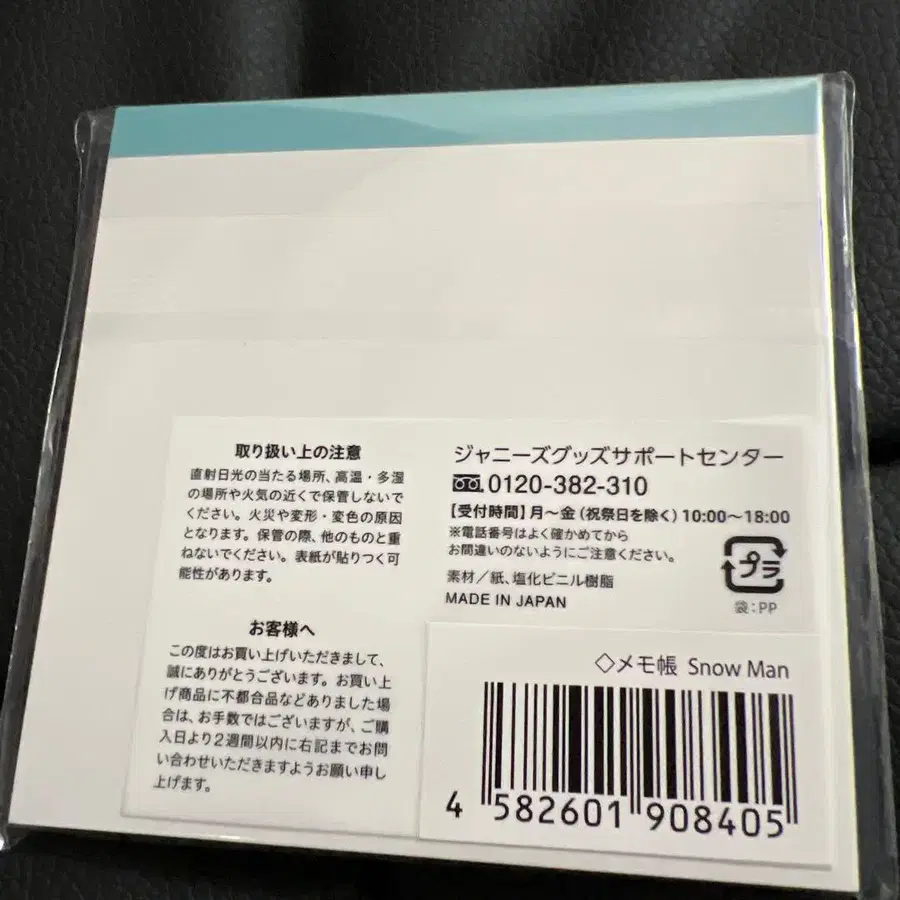 取り扱い上の注意
直射日光の当たる場所、高温・多湿
の場所や火気の近くで保管しないで
ください。火災や変形・変色の原因
となります。保管の際、他のものと重
ねないでください。表紙が貼りつく可
能性があります。
お客様へ
この度はお買い上げいただきまして、
誠にありがとうございます。お買い上
げ商品に不都合品などありました場
合は、お手数ではございますが、ご購
入日より2週間以内に右記までお問
い合わせいただきますようお願い申し
上げます。
ジャニーズグッズサポートセンター
0120-382-310
【受付時間】月〜金（祝祭日を除く）10:00〜18:00
※電話番号はよく確かめてから
お間違いのないようにご注意ください。
素材／紙、塩化ビニル樹脂
MADE IN JAPAN
プラ
袋：PP
◇メモ帳 Snow Man
4 582601 908405